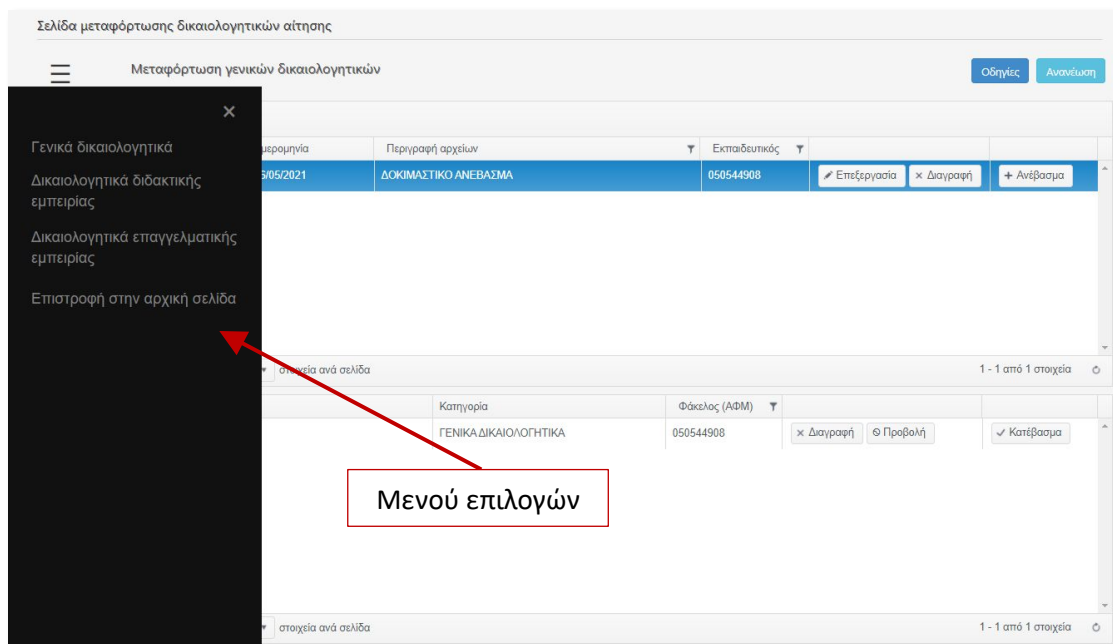 Σελίδα μεταφόρτωσης δικαιολογητικών αίτησης
Μεταφόρτωση γενικών δικαιολογητικών
Οδηγίες
Ανανέωση
×
Γενικά δικαιολογητικά
Δικαιολογητικά διδακτικής
εμπειρίας
Δικαιολογητικά επαγγελματικής
εμπειρίας
Επιστροφή στην αρχική σελίδα
Περιγραφή αρχείων
Εκπαιδευτικός
/05/2021 ΔΟΚΙΜΑΣΤΙΚΟ ΑΝΕΒΑΣΜΑ 050544908 Επεξεργασία × Διαγραφή + Ανέβασμα
στοιχεία ανά σελίδα 1 - 1 από 1 στοιχεία
Κατηγορία Φάκελος (ΑΦΜ)
ΓΕΝΙΚΑ ΔΙΚΑΙΟΛΟΓΗΤΙΚΑ 050544908 × Διαγραφή Προβολή Κατέβασμα
Μενού επιλογών
στοιχεία ανά σελίδα 1 - 1 από 1 στοιχεία